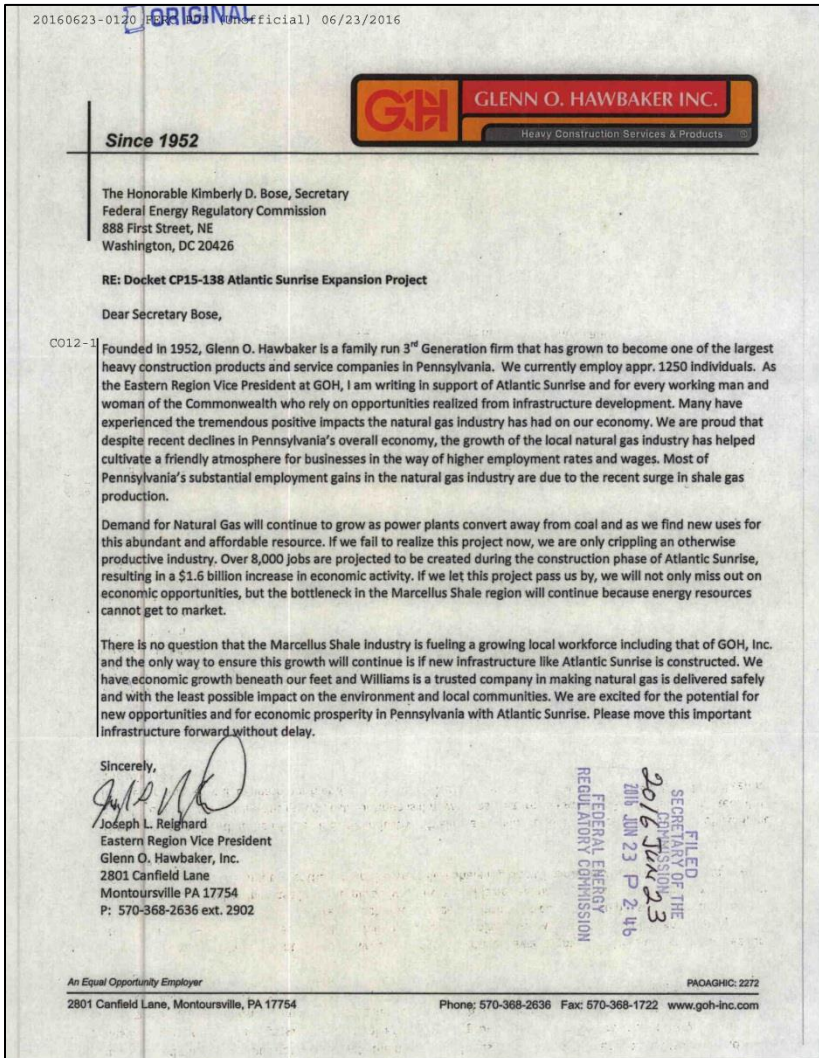 20160623-0120 FERC PDF (Unofficial) 06/23/2016
ORIGINAL
GOH
GLENN O. HAWBAKER INC.
Heavy Construction Services & Products
Since 1952
The Honorable Kimberly D. Bose, Secretary
Federal Energy Regulatory Commission
888 First Street, NE
Washington, DC 20426
RE: Docket CP15-138 Atlantic Sunrise Expansion Project
Dear Secretary Bose,
CO12-1
Founded in 1952, Glenn O. Hawbaker is a family run 3rd Generation firm that has grown to become one of the largest
heavy construction products and service companies in Pennsylvania. We currently employ appr. 1250 individuals. As
the Eastern Region Vice President at GOH, I am writing in support of Atlantic Sunrise and for every working man and
woman of the Commonwealth who rely on opportunities realized from infrastructure development. Many have
experienced the tremendous positive impacts the natural gas industry has had on our economy. We are proud that
despite recent declines in Pennsylvania's overall economy, the growth of the local natural gas industry has helped
cultivate a friendly atmosphere for businesses in the way of higher employment rates and wages. Most of
Pennsylvania's substantial employment gains in the natural gas industry are due to the recent surge in shale gas
production.
Demand for Natural Gas will continue to grow as power plants convert away from coal and as we find new uses for
this abundant and affordable resource. If we fail to realize this project now, we are only crippling an otherwise
productive industry. Over 8,000 jobs are projected to be created during the construction phase of Atlantic Sunrise,
resulting in a $1.6 billion increase in economic activity. If we let this project pass us by, we will not only miss out on
economic opportunities, but the bottleneck in the Marcellus Shale region will continue because energy resources
cannot get to market.
There is no question that the Marcellus Shale industry is fueling a growing local workforce including that of GOH, Inc.
and the only way to ensure this growth will continue is if new infrastructure like Atlantic Sunrise is constructed. We
have economic growth beneath our feet and Williams is a trusted company in making natural gas is delivered safely
and with the least possible impact on the environment and local communities. We are excited for the potential for
new opportunities and for economic prosperity in Pennsylvania with Atlantic Sunrise. Please move this important
infrastructure forward without delay.
Sincerely,
Joseph L. Reighard
Eastern Region Vice President
Glenn O. Hawbaker, Inc.
2801 Canfield Lane
Montoursville PA 17754
P: 570-368-2636 ext. 2902
FILED
SECRETARY OF THE
COMMISSION
2016 JUN 23
2016 JUN 23 P 2:46
FEDERAL ENERGY
REGULATORY COMMISSION
An Equal Opportunity Employer
PAOAGHIC: 2272
2801 Canfield Lane, Montoursville, PA 17754
Phone: 570-368-2636 Fax: 570-368-1722 www.goh-inc.com